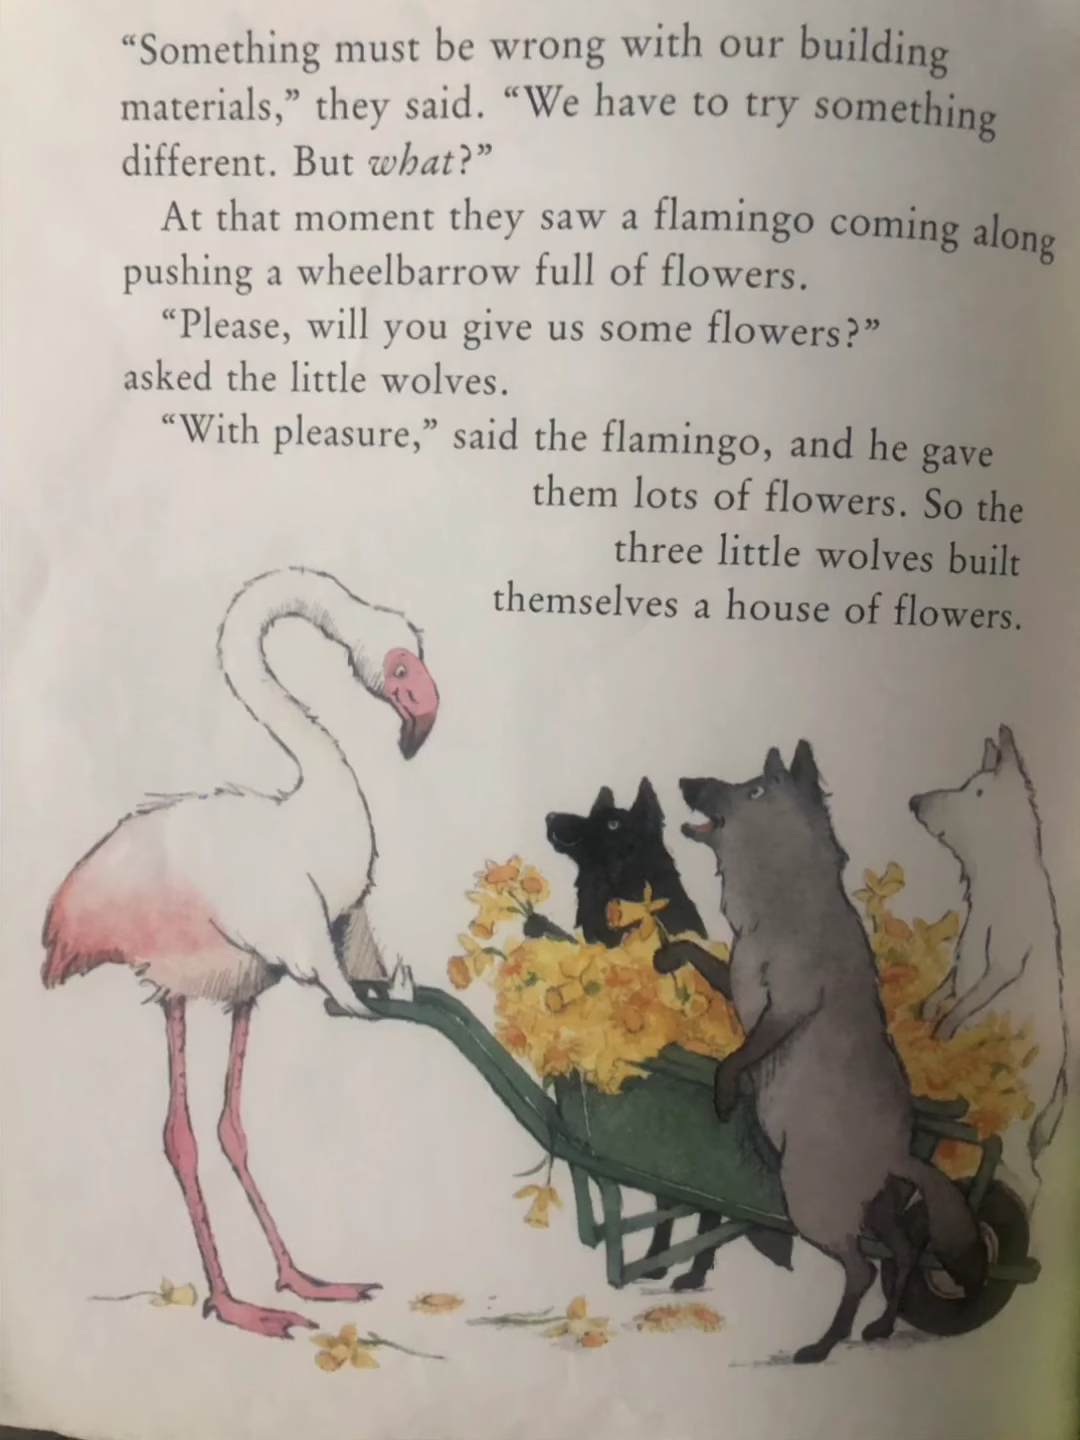 “Something must be wrong with our building
materials,” they said. “We have to try something
different. But what?”
At that moment they saw a flamingo coming along
pushing a wheelbarrow full of flowers.
“Please, will you give us some flowers?”
asked the little wolves.
“With pleasure,” said the flamingo, and he gave
them lots of flowers. So the
three little wolves built
themselves a house of flowers.